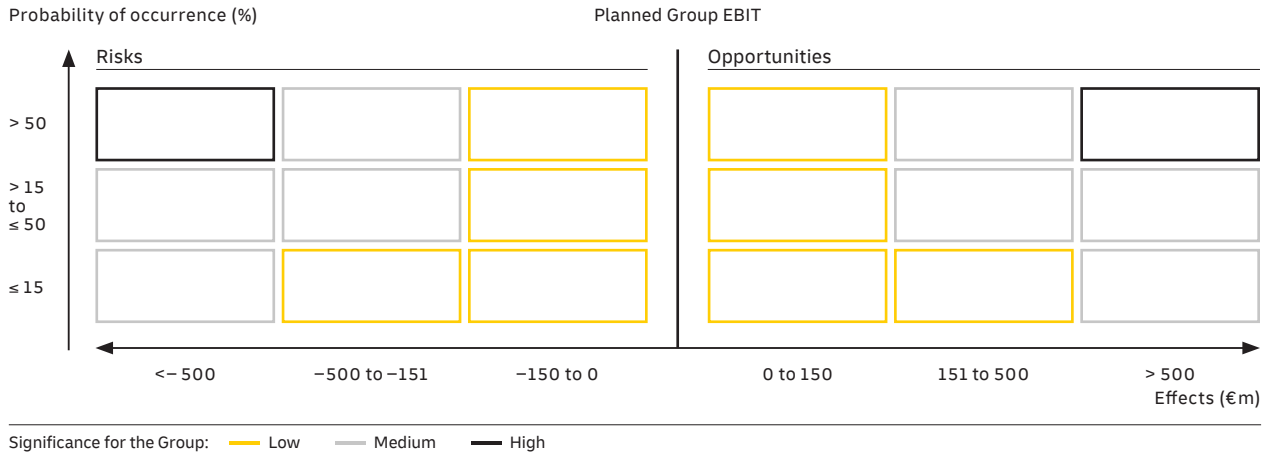 Probability of occurrence (%)
Planned Group EBIT
Risks
Opportunities
> 50
> 15
to
≤ 50
≤ 15
<– 500
–500 to –151
–150 to 0
0 to 150
151 to 500
> 500
Effects (€m)
Significance for the Group: Low Medium High